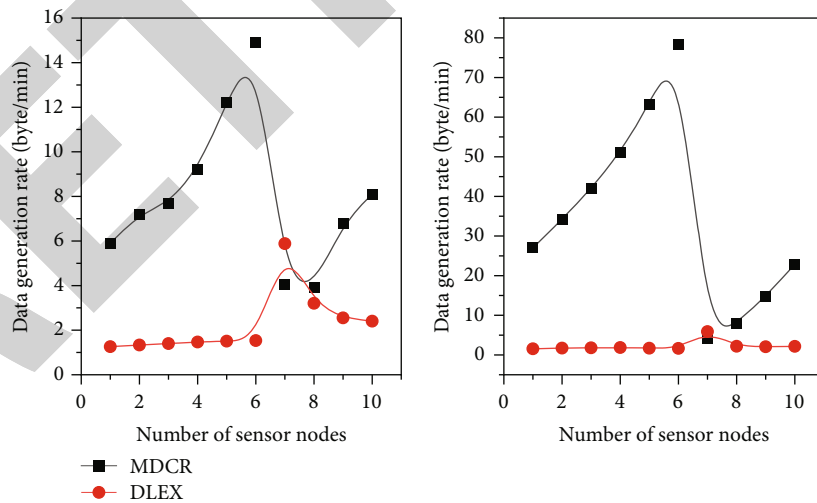 16
14
12
10
8
6
4
2
0
Data generation rate (byte/min)
0 2 4 6 8 10
Number of sensor nodes
MDCR
DLEX
80
70
60
50
40
30
20
10
0
Data generation rate (byte/min)
0 2 4 6 8 10
Number of sensor nodes